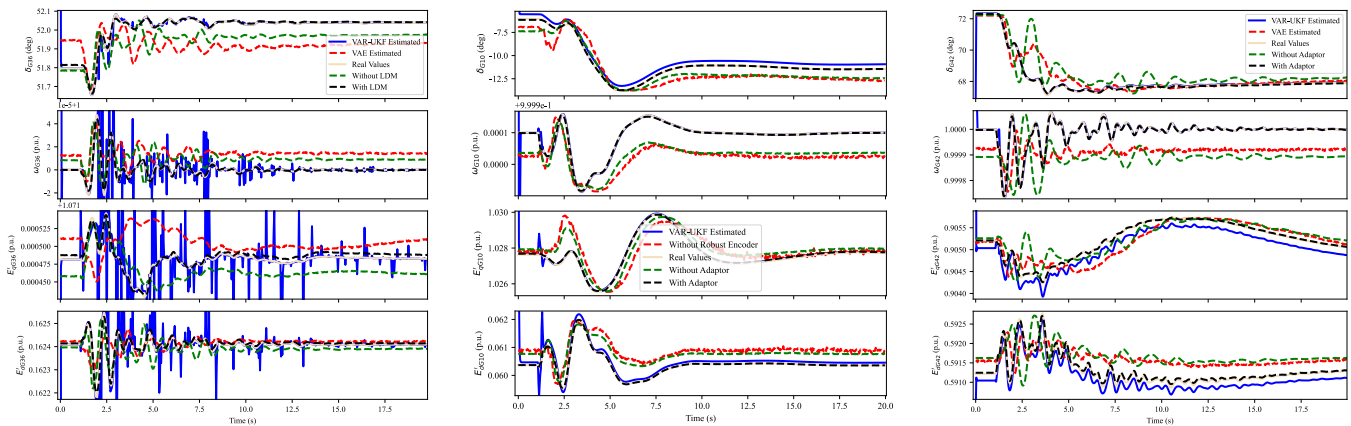 δG36 (deg)
52.1
52.0
51.9
51.8
51.7
VAR-UKF Estimated
VAE Estimated
Real Values
Without LDM
With LDM
1e-5+1
ωG36 (p.u.)
4
2
0
−2
+1.071
E'qG36 (p.u.)
0.000525
0.000500
0.000475
0.000450
E'dG36 (p.u.)
0.1625
0.1624
0.1623
0.1622
0.0 2.5 5.0 7.5 10.0 12.5 15.0 17.5
Time (s)
δG10 (deg)
−7.5
−10.0
−12.5
+9.999e-1
ωG10 (p.u.)
0.0001
0.0000
E'qG10 (p.u.)
1.030
1.028
1.026
VAR-UKF Estimated
Without Robust Encoder
Real Values
Without Adaptor
With Adaptor
E'dG10 (p.u.)
0.062
0.061
0.060
0.0 2.5 5.0 7.5 10.0 12.5 15.0 17.5 20.0
Time (s)
δG42 (deg)
72
70
68
VAR-UKF Estimated
VAE Estimated
Real Values
Without Adaptor
With Adaptor
ωG42 (p.u.)
1.0000
0.9999
0.9998
E'qG42 (p.u.)
0.9055
0.9050
0.9045
0.9040
E'dG42 (p.u.)
0.5925
0.5920
0.5915
0.5910
0.0 2.5 5.0 7.5 10.0 12.5 15.0 17.5
Time (s)